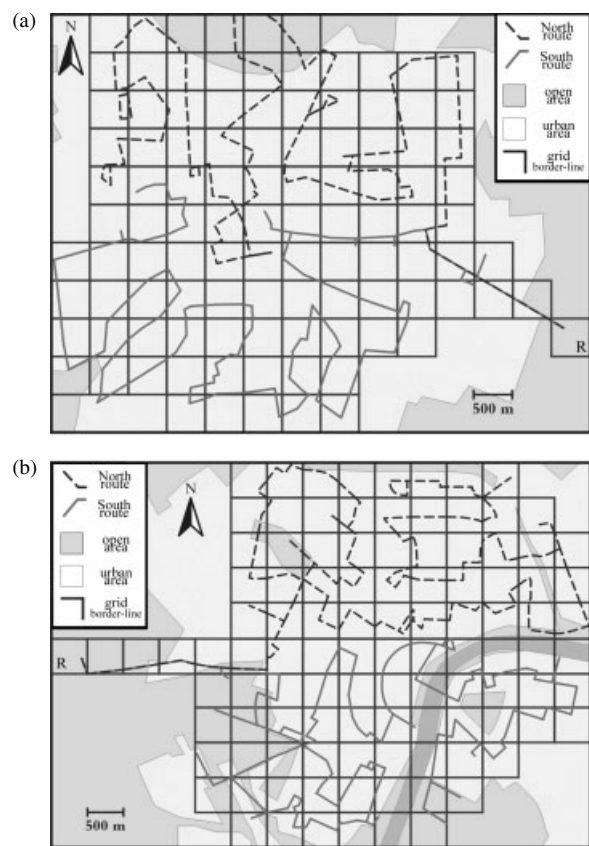 (a)
N
North
route
South
route
open
area
urban
area
grid
border-line
R
500 m
(b)
North
route
South
route
open
area
urban
area
grid
border-line
N
R
500 m